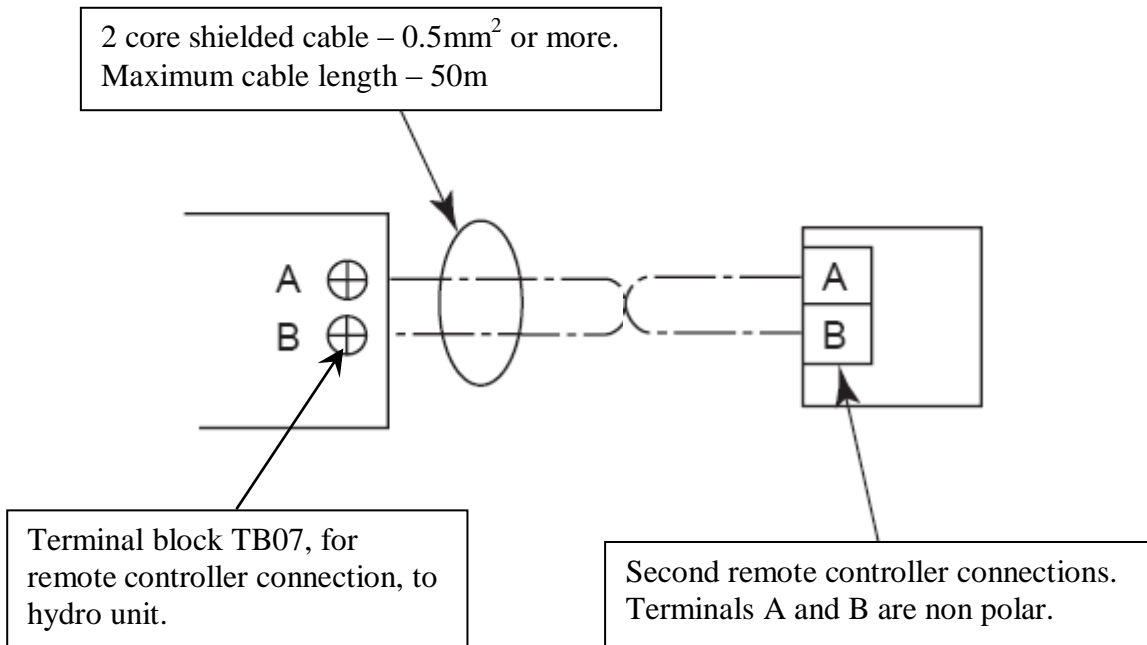 2 core shielded cable – 0.5mm² or more.
Maximum cable length – 50m
A
B
A
B
Terminal block TB07, for
remote controller connection, to
hydro unit.
Second remote controller connections.
Terminals A and B are non polar.